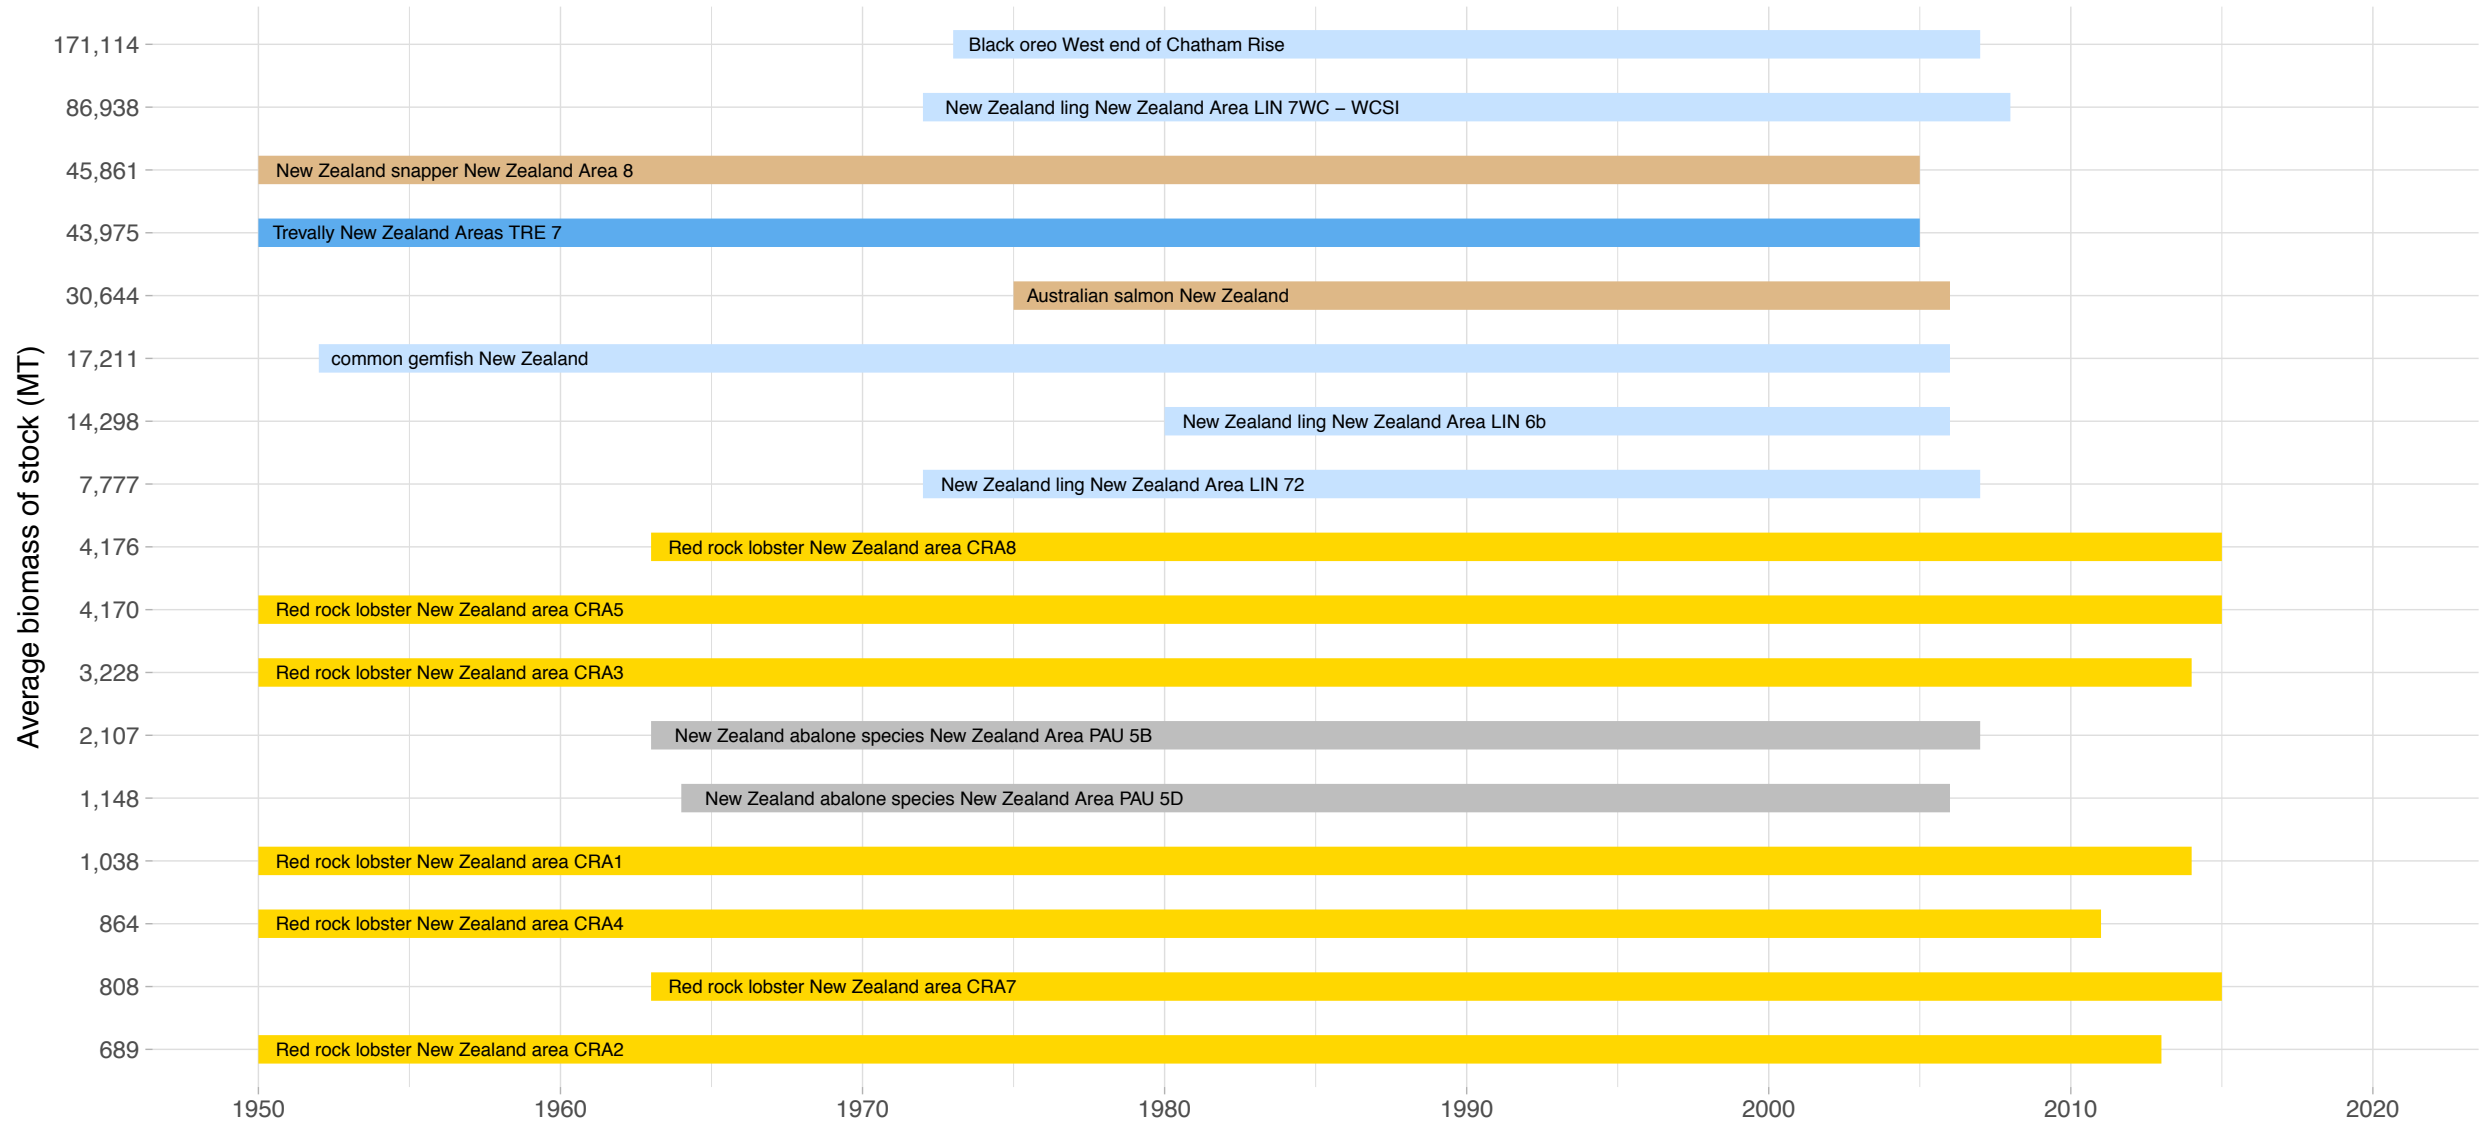 Average biomass of stock (MT)
171,114 Black oreo West end of Chatham Rise
86,938 New Zealand ling New Zealand Area LIN 7WC – WCSI
45,861 New Zealand snapper New Zealand Area 8
43,975 Trevally New Zealand Areas TRE 7
30,644 Australian salmon New Zealand
17,211 common gemfish New Zealand
14,298 New Zealand ling New Zealand Area LIN 6b
7,777 New Zealand ling New Zealand Area LIN 72
4,176 Red rock lobster New Zealand area CRA8
4,170 Red rock lobster New Zealand area CRA5
3,228 Red rock lobster New Zealand area CRA3
2,107 New Zealand abalone species New Zealand Area PAU 5B
1,148 New Zealand abalone species New Zealand Area PAU 5D
1,038 Red rock lobster New Zealand area CRA1
864 Red rock lobster New Zealand area CRA4
808 Red rock lobster New Zealand area CRA7
689 Red rock lobster New Zealand area CRA2
1950 1960 1970 1980 1990 2000 2010 2020